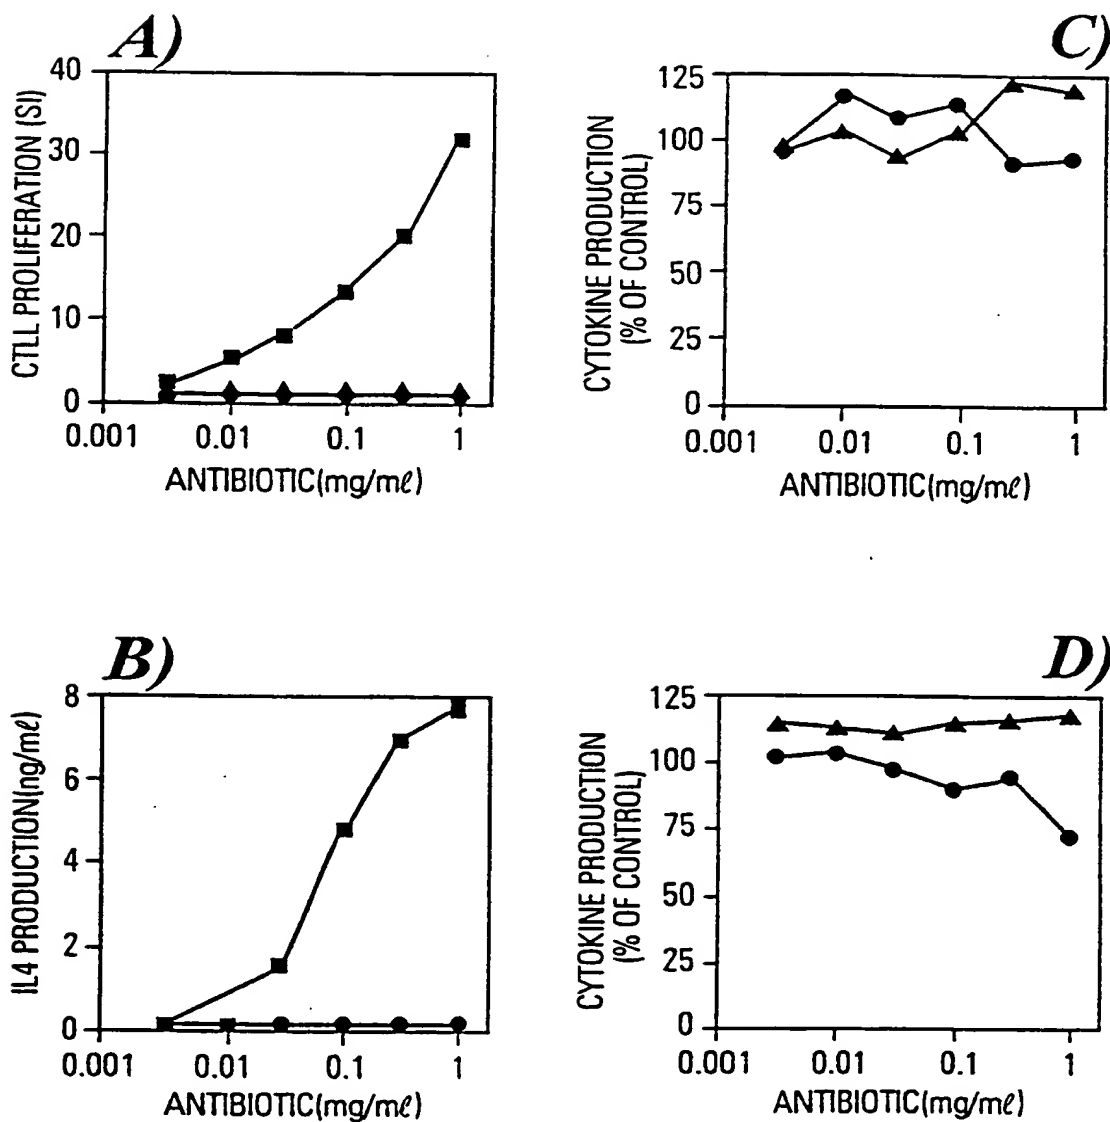 A)
40
30
20
10
0
CTLL PROLIFERATION (SI)
0.001 0.01 0.1 1
ANTIBIOTIC(mg/mℓ)
C)
125
100
75
50
25
0
CYTOKINE PRODUCTION
(% OF CONTROL)
0.001 0.01 0.1 1
ANTIBIOTIC(mg/mℓ)
B)
8
6
4
2
0
IL4 PRODUCTION(ng/mℓ)
0.001 0.01 0.1 1
ANTIBIOTIC(mg/mℓ)
D)
125
100
75
50
25
0
CYTOKINE PRODUCTION
(% OF CONTROL)
0.001 0.01 0.1 1
ANTIBIOTIC(mg/mℓ)